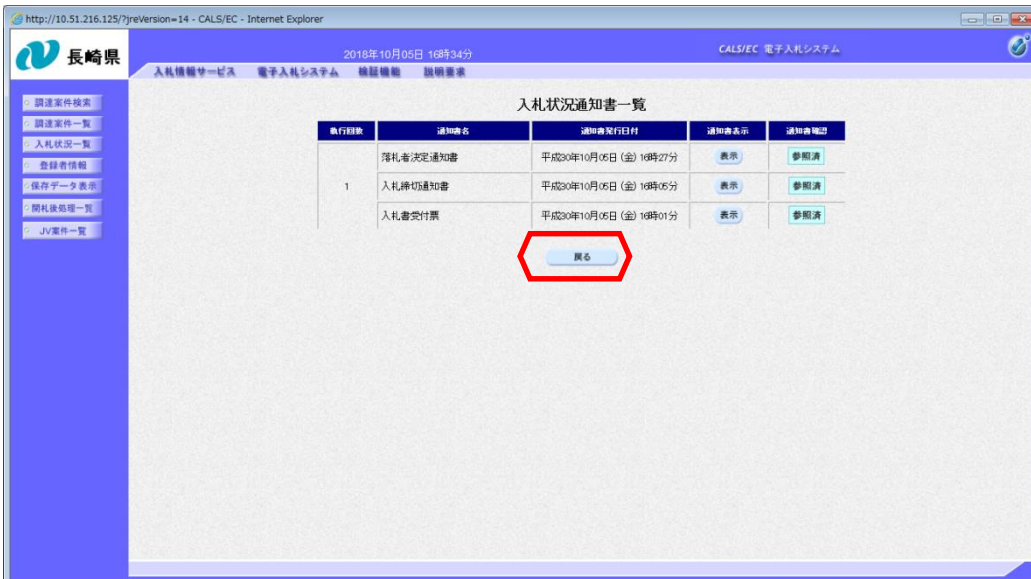 http://10.51.216.125/?jreVersion=14 - CALS/EC - Internet Explorer
長崎県
2018年10月05日 16時34分
CALS/EC 電子入札システム
入札情報サービス 電子入札システム 検証機能 説明要求
調達案件検索
調達案件一覧
入札状況一覧
登録者情報
保存データ表示
開札後処理一覧
JV案件一覧
入札状況通知書一覧
執行回数 通知書名 通知書発行日付 通知書表示 通知書確認
落札者決定通知書 平成30年10月05日 (金) 16時27分 表示 参照済
1 入札締切通知書 平成30年10月05日 (金) 16時05分 表示 参照済
入札書受付票 平成30年10月05日 (金) 16時01分 表示 参照済
戻る